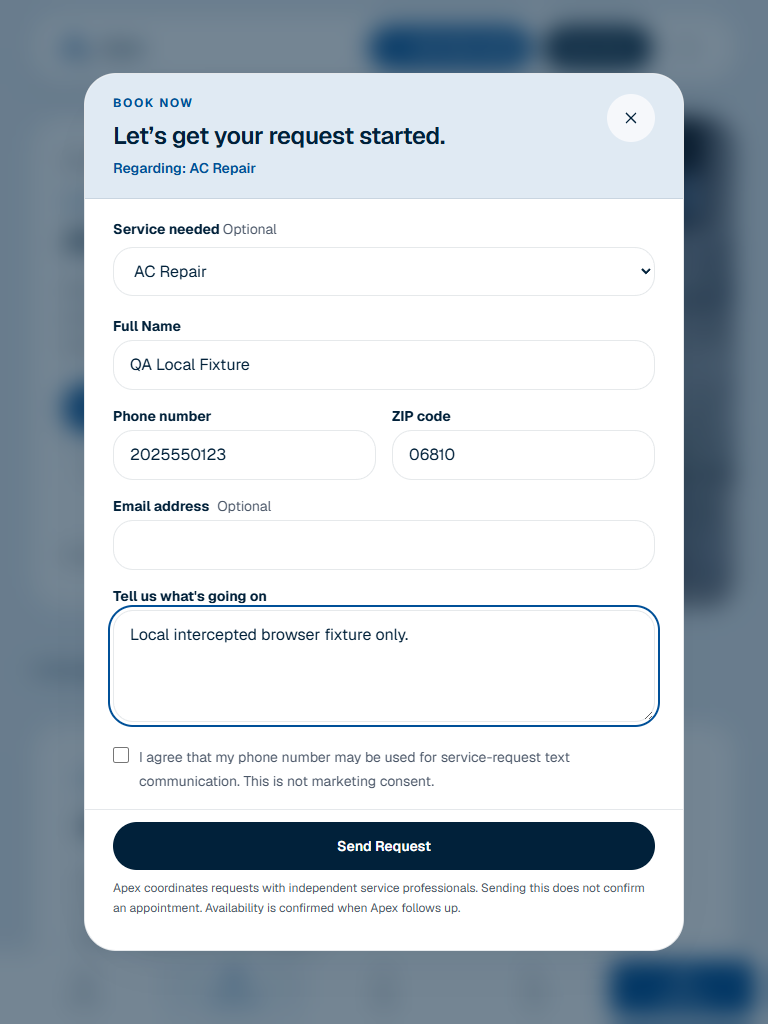 BOOK NOW
Let’s get your request started.
Regarding: AC Repair
Service needed Optional
AC Repair
Full Name
QA Local Fixture
Phone number
ZIP code
2025550123
06810
Email address Optional
Tell us what's going on
Local intercepted browser fixture only.
I agree that my phone number may be used for service-request text
communication. This is not marketing consent.
Send Request
Apex coordinates requests with independent service professionals. Sending this does not confirm
an appointment. Availability is confirmed when Apex follows up.